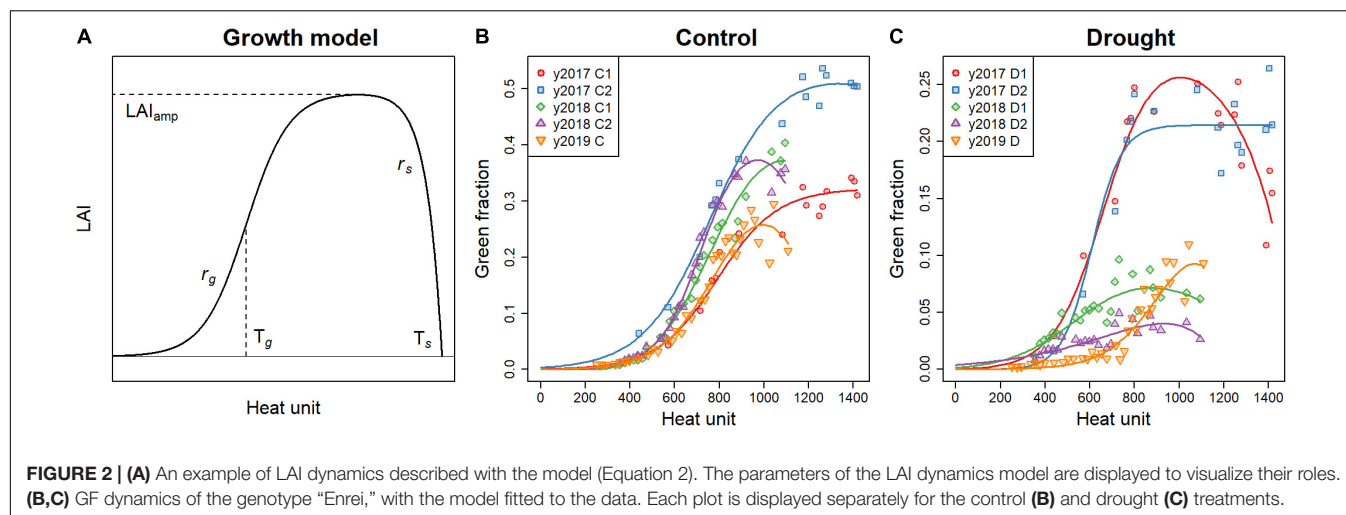 A
Growth model
LAIamp
rg
rs
Tg
Ts
LAI
Heat unit
B
Control
y2017 C1
y2017 C2
y2018 C1
y2018 C2
y2019 C
Green fraction
0.5
0.4
0.3
0.2
0.1
0.0
0 200 400 600 800 1000 1200 1400
Heat unit
C
Drought
y2017 D1
y2017 D2
y2018 D1
y2018 D2
y2019 D
Green fraction
0.25
0.20
0.15
0.10
0.05
0.00
0 200 400 600 800 1000 1200 1400
Heat unit
FIGURE 2 | (A) An example of LAI dynamics described with the model (Equation 2). The parameters of the LAI dynamics model are displayed to visualize their roles.
(B,C) GF dynamics of the genotype “Enrei,” with the model fitted to the data. Each plot is displayed separately for the control (B) and drought (C) treatments.